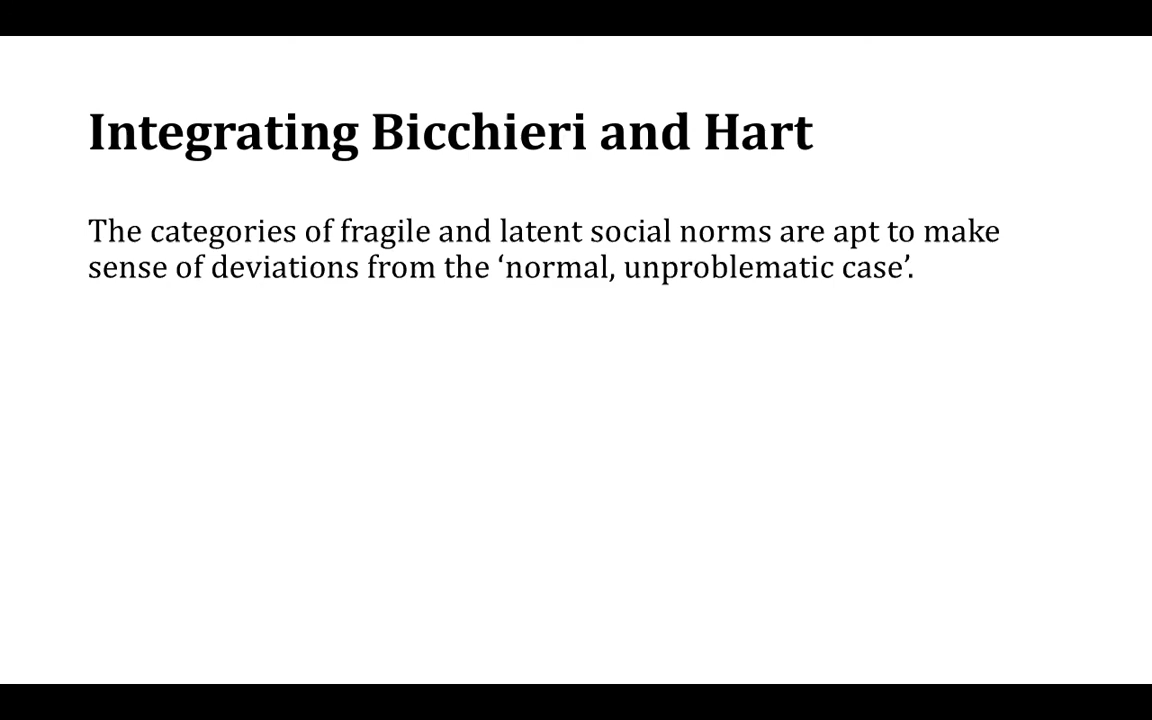 Integrating Bicchieri and Hart
The categories of fragile and latent social norms are apt to make
sense of deviations from the ‘normal, unproblematic case’.